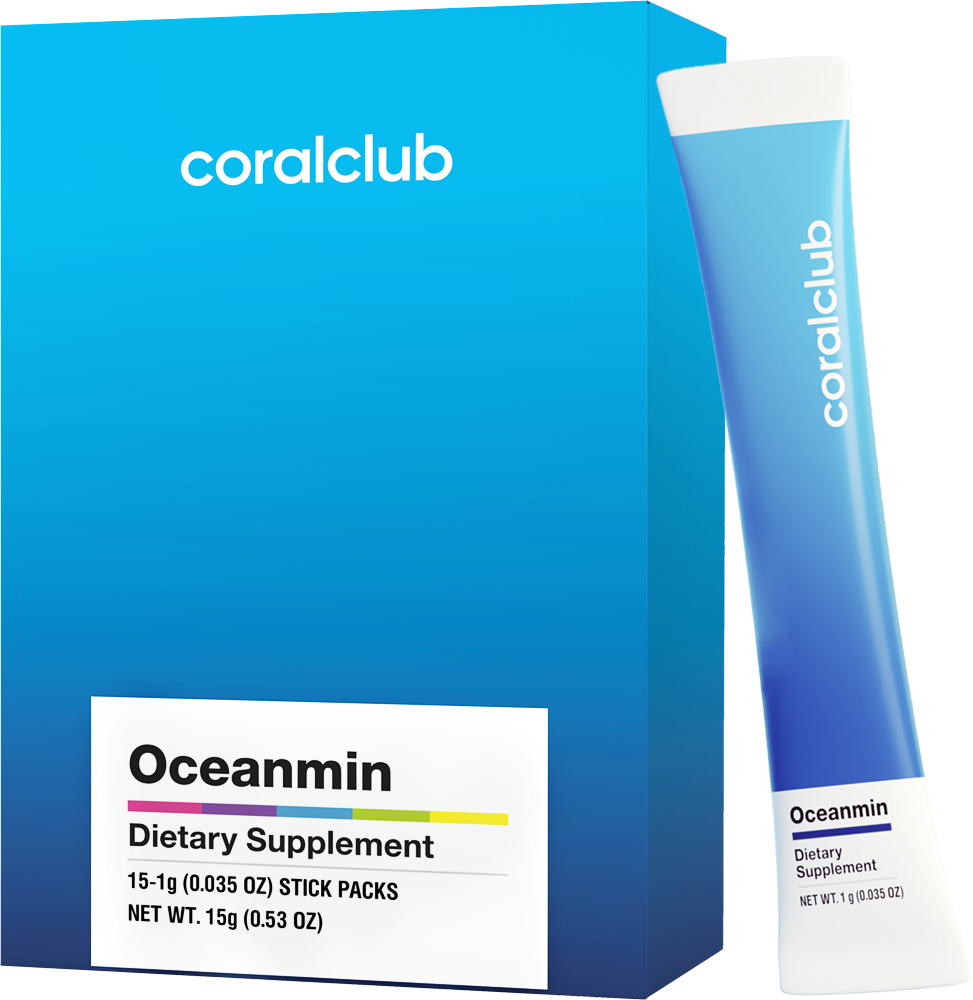 coralclub
Oceanmin
Dietary Supplement
15-1g (0.035 OZ) STICK PACKS
NET WT. 15g (0.53 OZ)
coralclub
Oceanmin
Dietary
Supplement
NET WT. 1 g (0.035 OZ)